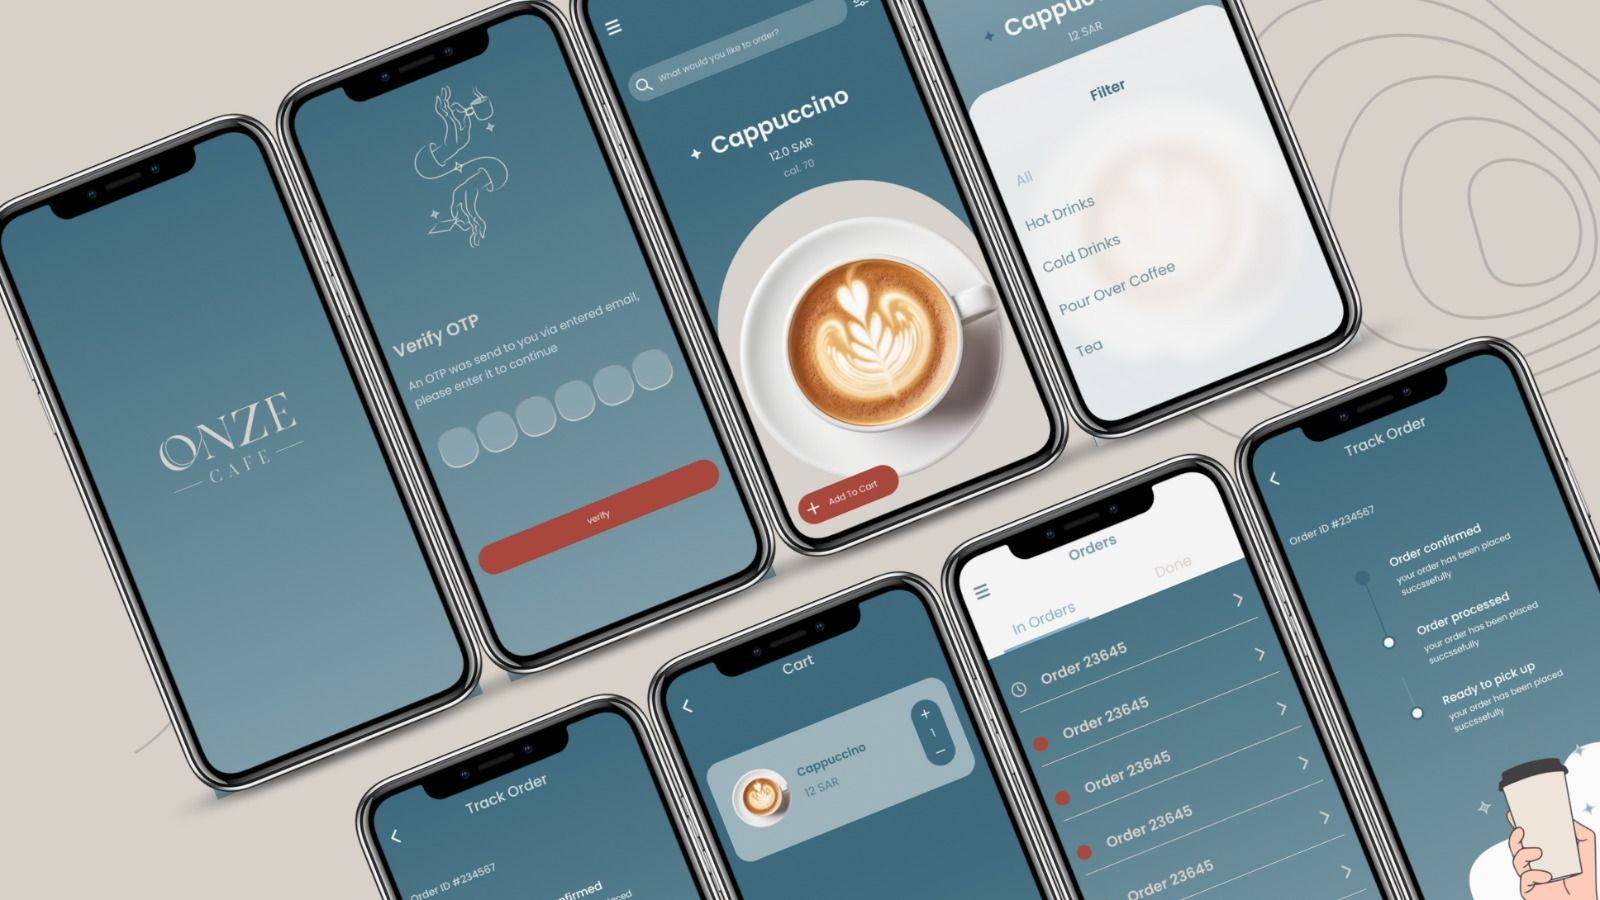 ONZE
CAFE
Verify OTP
An OTP was send to you via entered email,
please enter it to continue
verify
What would you like to order?
Cappuccino
12.0 SAR
cal. 70
Add To Cart
Cappuc
12 SAR
Filter
All
Hot Drinks
Cold Drinks
Pour Over Coffee
Tea
Track Order
Order ID #234567
Cart
Cappuccino
12 SAR
+
1
−
Orders
In Orders
Done
Order 23645
Order 23645
Order 23645
Order 23645
Order 23645
Track Order
Order ID #234567
Order confirmed
your order has been placed
succssefully
Order processed
your order has been placed
succssefully
Ready to pick up
your order has been placed
succssefully